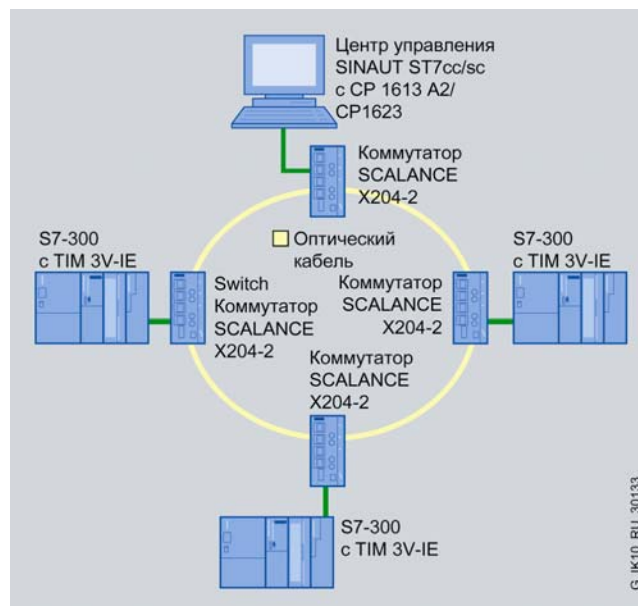 Центр управления
SINAUT ST7cc/sc
с CP 1613 A2/
CP1623
Коммутатор
SCALANCE
X204-2
S7-300
с TIM 3V-IE
Оптический
кабель
S7-300
с TIM 3V-IE
Switch
Коммутатор
SCALANCE
X204-2
Коммутатор
SCALANCE
X204-2
Коммутатор
SCALANCE
X204-2
S7-300
с TIM 3V-IE
G_IK10_RU_30133